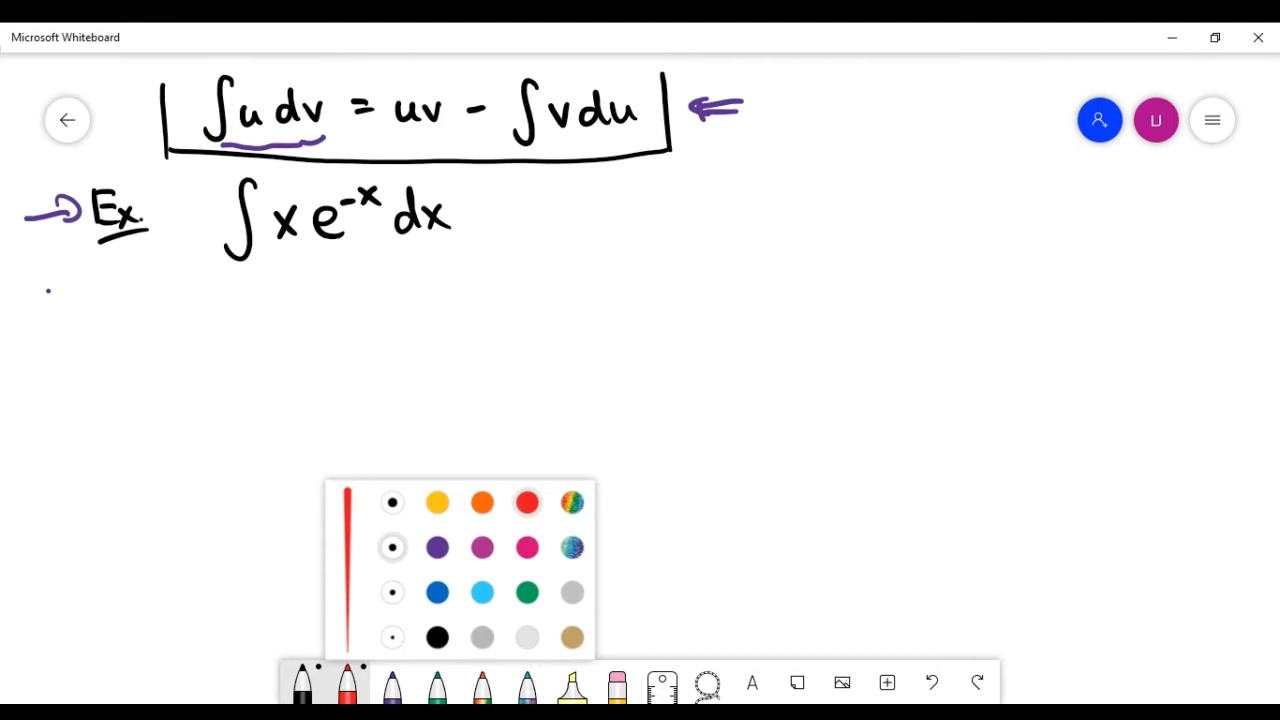 Microsoft Whiteboard
∫u dv = uv - ∫v du
Ex. ∫x e^{-x} dx